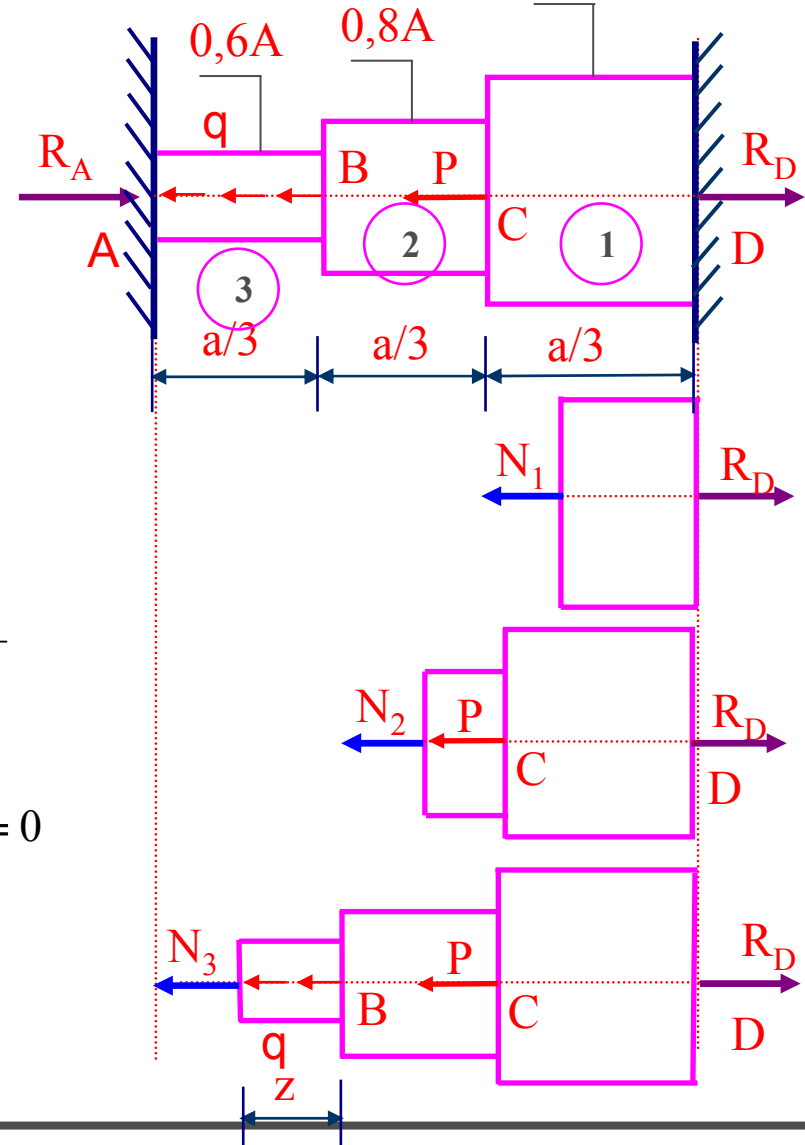 0,6A
0,8A
q
R_A
B
P
R_D
A
C
D
3
2
1
a/3
a/3
a/3
N_1
R_D
N_2
P
R_D
C
D
= 0
N_3
P
R_D
B
C
D
q
z